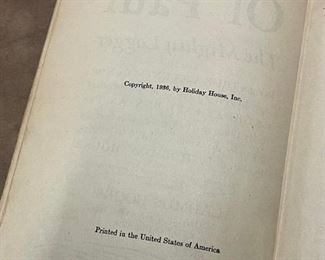 Copyright, 1936, by Holiday House, Inc.
Printed in the United States of America